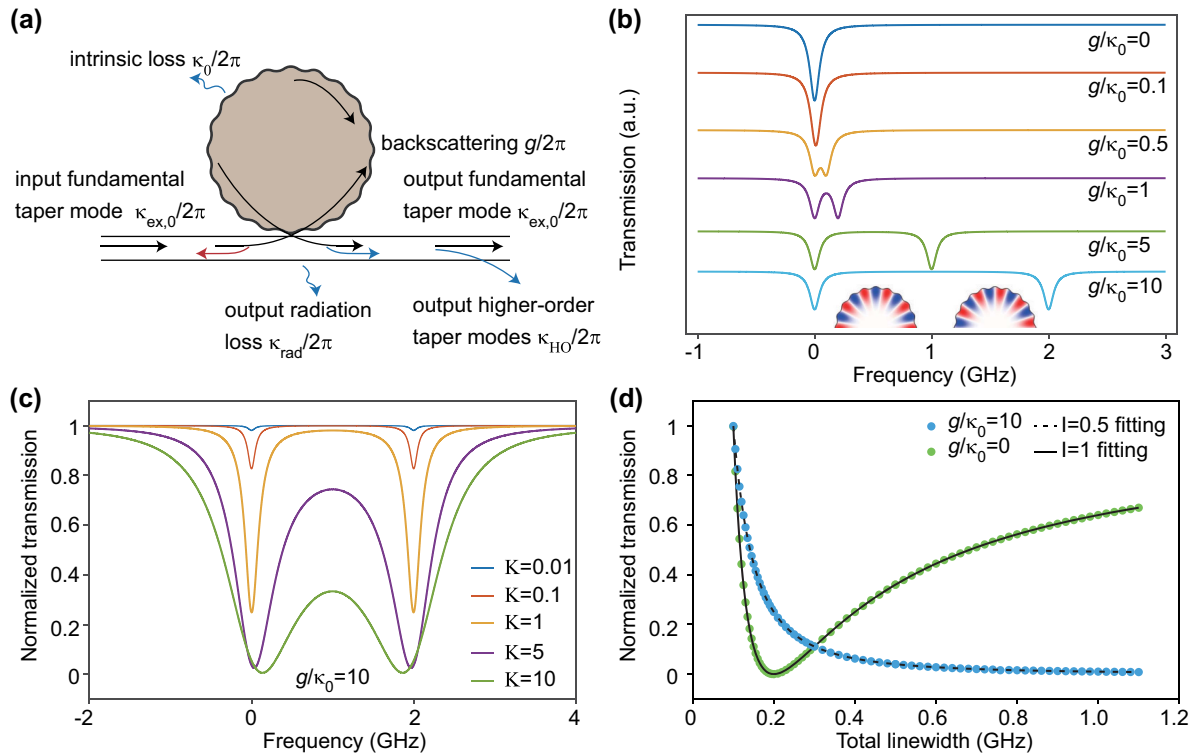 (a)
intrinsic loss κ0/2π
backscattering g/2π
input fundamental
taper mode κex,0/2π
output fundamental
taper mode κex,0/2π
output radiation
loss κrad/2π
output higher-order
taper modes κHO/2π
(b)
Transmission (a.u.)
g/κ0=0
g/κ0=0.1
g/κ0=0.5
g/κ0=1
g/κ0=5
g/κ0=10
-1 0 1 2 3
Frequency (GHz)
(c)
Normalized transmission
1
0.8
0.6
0.4
0.2
0
K=0.01
K=0.1
K=1
K=5
K=10
g/κ0=10
-2 0 2 4
Frequency (GHz)
(d)
Normalized transmission
1
0.8
0.6
0.4
0.2
0
g/κ0=10 I=0.5 fitting
g/κ0=0 I=1 fitting
0 0.2 0.4 0.6 0.8 1.0 1.2
Total linewidth (GHz)